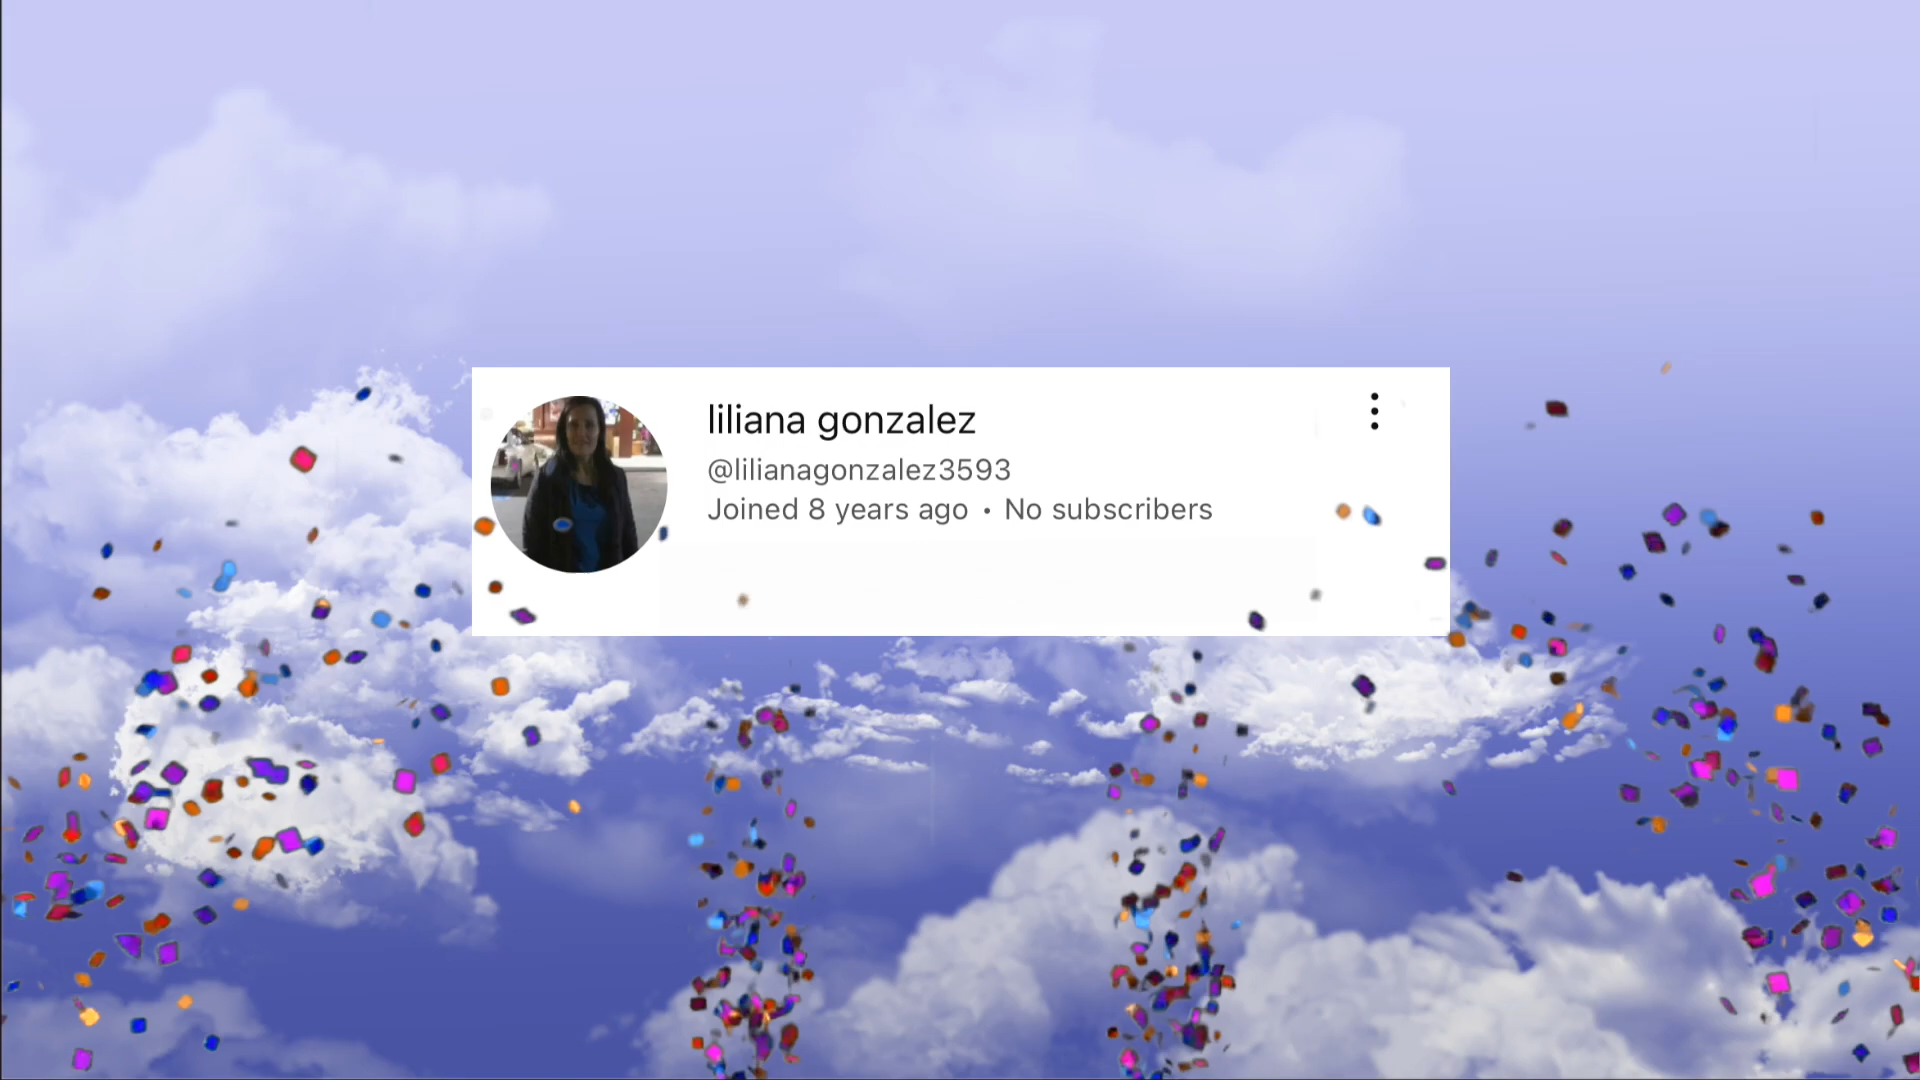 liliana gonzalez
@lilianagonzalez3593
Joined 8 years ago • No subscribers